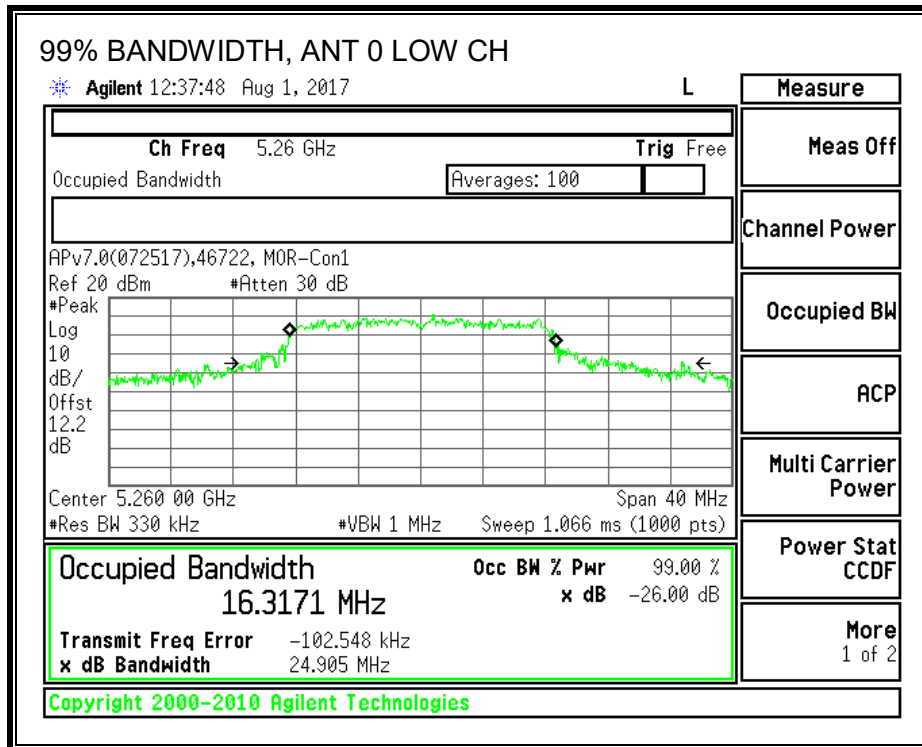 99% BANDWIDTH, ANT 0 LOW CH
Agilent 12:37:48 Aug 1, 2017 L
Measure
Ch Freq 5.26 GHz Trig Free
Meas Off
Occupied Bandwidth Averages: 100
Channel Power
APv7.0(072517),46722, MOR-Con1
Ref 20 dBm #Atten 30 dB
#Peak
Log
10
dB/
Offst
12.2
dB
Occupied BW
ACP
Multi Carrier
Power
Center 5.260 00 GHz Span 40 MHz
#Res BW 330 kHz #VBW 1 MHz Sweep 1.066 ms (1000 pts)
Power Stat
CCDF
Occupied Bandwidth Occ BW % Pwr 99.00 %
16.3171 MHz x dB -26.00 dB
Transmit Freq Error -102.548 kHz
x dB Bandwidth 24.905 MHz
More
1 of 2
Copyright 2000-2010 Agilent Technologies